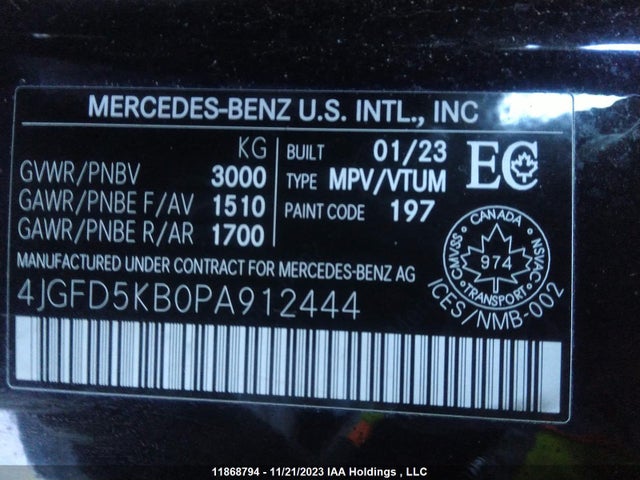 MERCEDES-BENZ U.S. INTL., INC
KG
GVWR/PNBV 3000
GAWR/PNBE F/AV 1510
GAWR/PNBE R/AR 1700
BUILT 01/23
TYPE MPV/VTUM
PAINT CODE 197
EC
MANUFACTURED UNDER CONTRACT FOR MERCEDES-BENZ AG
4JGFD5KB0PA912444
CANADA
CMVSS 974 NSVAC
TRANSPORT
ICES/NMB-002
11868794 - 11/21/2023 IAA Holdings , LLC